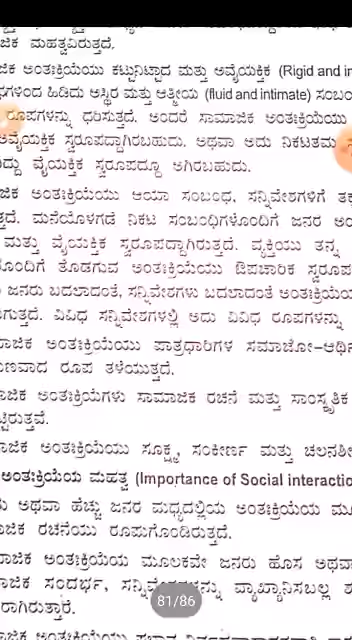 ಜಿಕ ಮಹತ್ವವಿರುತ್ತದೆ.
ಜಿಕ ಅಂತಃಕ್ರಿಯೆಯು ಕಟ್ಟುನಿಟ್ಟಾದ ಮತ್ತು ಅವೈಯಕ್ತಿಕ (Rigid and im
ಧಗಳಿಂದ ಹಿಡಿದು ಅಸ್ಥಿರ ಮತ್ತು ಆತ್ಮೀಯ (fluid and intimate) ಸಂಬಂ
ರೂಪಗಳನ್ನು ಧರಿಸುತ್ತದೆ. ಅಂದರೆ ಸಾಮಾಜಿಕ ಅಂತಃಕ್ರಿಯೆಯು
ಅವೈಯಕ್ತಿಕ ಸ್ವರೂಪದ್ದಾಗಿರಬಹುದು. ಅಥವಾ ಅದು ನಿಕಟತಮ
ದ್ದು ವೈಯಕ್ತಿಕ ಸ್ವರೂಪದ್ದೂ ಆಗಿರಬಹುದು.
ಜಿಕ ಅಂತಃಕ್ರಿಯೆಯು ಆಯಾ ಸಂಬಂಧ, ಸನ್ನಿವೇಶಗಳಿಗೆ ತಕ್ಕ
ತ್ತದೆ. ಮನೆಯೊಳಗಡೆ ನಿಕಟ ಸಂಬಂಧಿಗಳೊಂದಿಗೆ ಜನರ ಅಂ
ಮತ್ತು ವೈಯಕ್ತಿಕ ಸ್ವರೂಪದ್ದಾಗಿರುತ್ತದೆ. ವ್ಯಕ್ತಿಯು ತನ್ನ
ೊಂದಿಗೆ ತೊಡಗುವ ಅಂತಃಕ್ರಿಯೆಯು ಔಪಚಾರಿಕ ಸ್ವರೂಪ
ಜನರು ಬದಲಾದಂತೆ, ಸನ್ನಿವೇಶಗಳು ಬದಲಾದಂತೆ ಅಂತಃಕ್ರಿಯೆಯ
ಗುತ್ತದೆ. ವಿವಿಧ ಸನ್ನಿವೇಶಗಳಲ್ಲಿ ಅದು ವಿವಿಧ ರೂಪಗಳನ್ನು
ಾಜಿಕ ಅಂತಃಕ್ರಿಯೆಯು ಪಾತ್ರಧಾರಿಗಳ ಸಮಾಜೋ-ಆರ್ಥಿ
ಗುಣವಾದ ರೂಪ ತಳೆಯುತ್ತದೆ.
ಾಜಿಕ ಅಂತಃಕ್ರಿಯೆಗಳು ಸಾಮಾಜಿಕ ರಚನೆ ಮತ್ತು ಸಾಂಸ್ಕೃತಿಕ
ಟ್ಟಿರುತ್ತವೆ.
ಾಜಿಕ ಅಂತಃಕ್ರಿಯೆಯು ಸೂಕ್ಷ್ಮ, ಸಂಕೀರ್ಣ ಮತ್ತು ಚಲನಶೀ
ಅಂತಃಕ್ರಿಯೆಯ ಮಹತ್ವ (Importance of Social interactio
ು ಅಥವಾ ಹೆಚ್ಚು ಜನರ ಮಧ್ಯದಲ್ಲಿಯ ಅಂತಃಕ್ರಿಯೆಯ ಮೂ
ಜಿಕ ರಚನೆಯು ರೂಪುಗೊಂಡಿರುತ್ತದೆ.
ಾಜಿಕ ಅಂತಃಕ್ರಿಯೆಯ ಮೂಲಕವೇ ಜನರು ಹೊಸ ಅಥವಾ
ಾಜಿಕ ಸಂದರ್ಭ, ಸನ್ನಿವೇಶಗಳನ್ನು ವ್ಯಾಖ್ಯಾನಿಸಬಲ್ಲ ಶ
81/86
ರಾಗಿರುತ್ತಾರೆ.